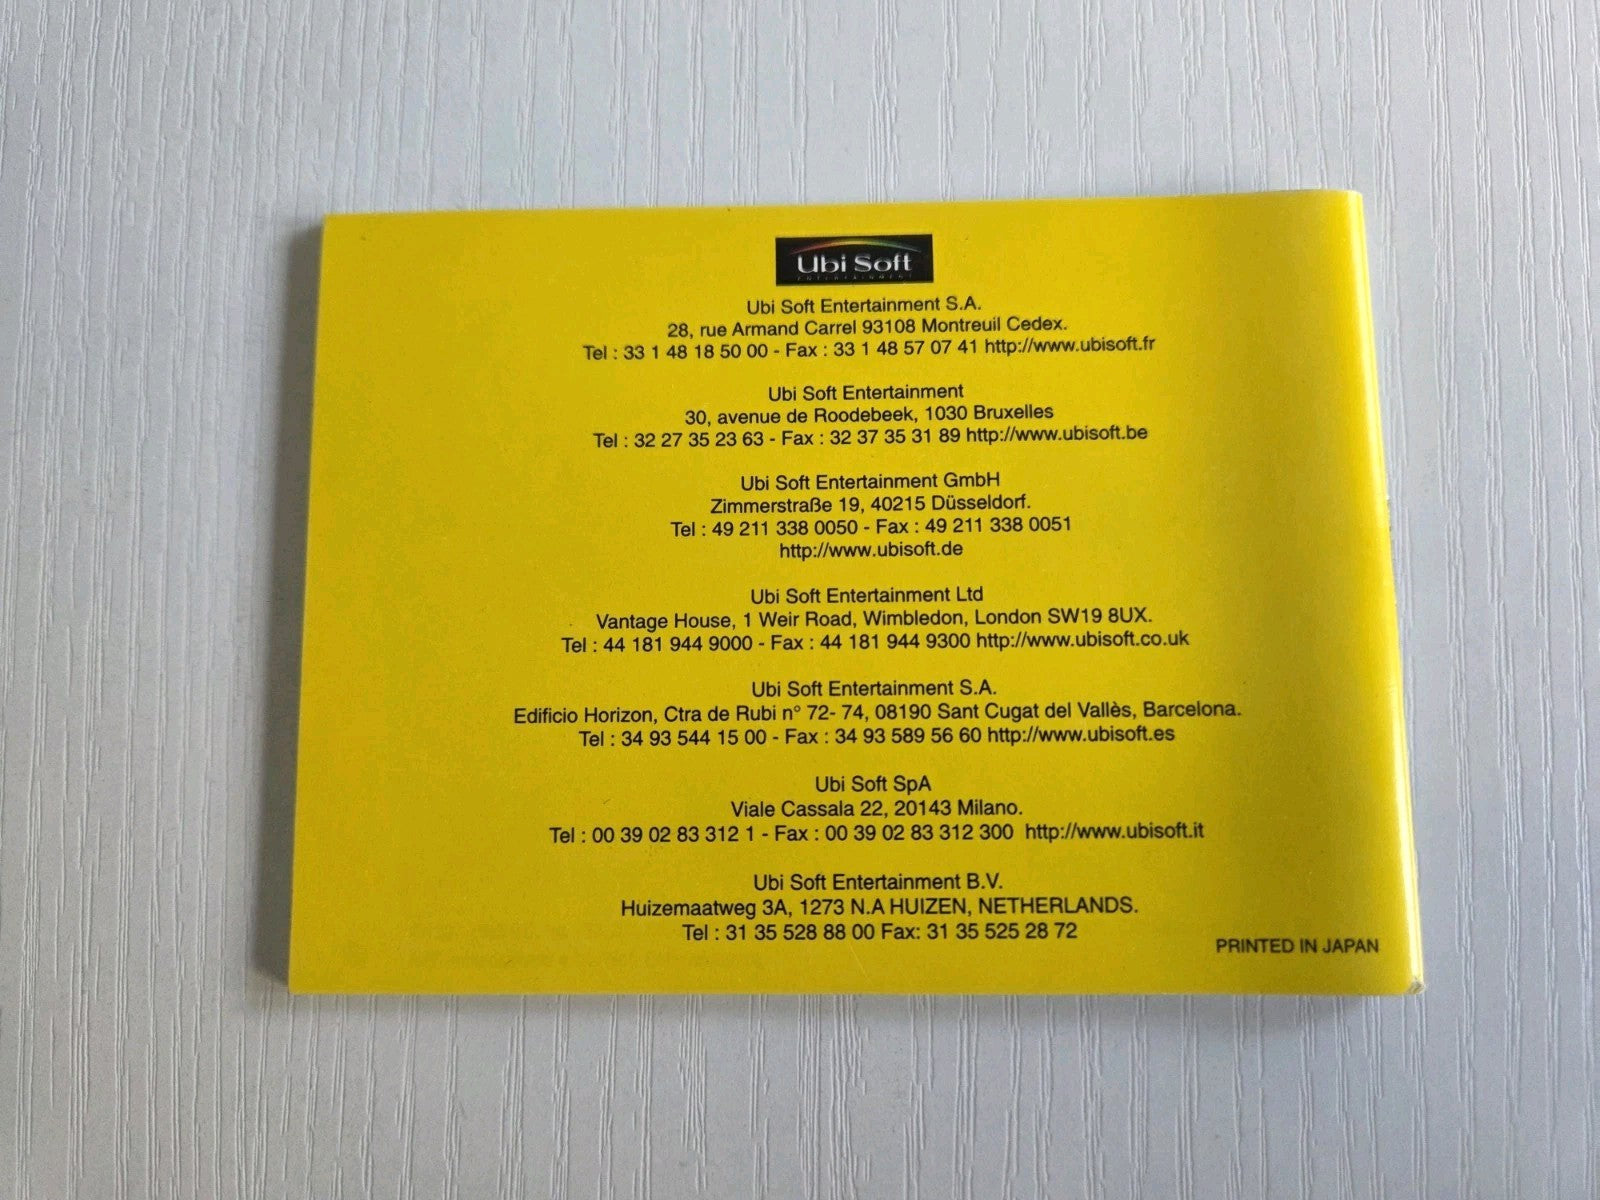 Ubi Soft
ENTERTAINMENT
Ubi Soft Entertainment S.A.
28, rue Armand Carrel 93108 Montreuil Cedex.
Tel : 33 1 48 18 50 00 - Fax : 33 1 48 57 07 41 http://www.ubisoft.fr
Ubi Soft Entertainment
30, avenue de Roodebeek, 1030 Bruxelles
Tel : 32 27 35 23 63 - Fax : 32 37 35 31 89 http://www.ubisoft.be
Ubi Soft Entertainment GmbH
Zimmerstraße 19, 40215 Düsseldorf.
Tel : 49 211 338 0050 - Fax : 49 211 338 0051
http://www.ubisoft.de
Ubi Soft Entertainment Ltd
Vantage House, 1 Weir Road, Wimbledon, London SW19 8UX.
Tel : 44 181 944 9000 - Fax : 44 181 944 9300 http://www.ubisoft.co.uk
Ubi Soft Entertainment S.A.
Edificio Horizon, Ctra de Rubi n° 72- 74, 08190 Sant Cugat del Vallès, Barcelona.
Tel : 34 93 544 15 00 - Fax : 34 93 589 56 60 http://www.ubisoft.es
Ubi Soft SpA
Viale Cassala 22, 20143 Milano.
Tel : 00 39 02 83 312 1 - Fax : 00 39 02 83 312 300 http://www.ubisoft.it
Ubi Soft Entertainment B.V.
Huizemaatweg 3A, 1273 N.A HUIZEN, NETHERLANDS.
Tel : 31 35 528 88 00 Fax: 31 35 525 28 72
PRINTED IN JAPAN